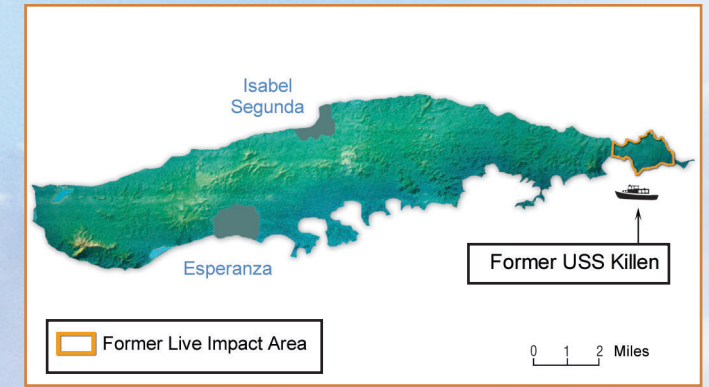 Isabel
Segunda
Esperanza
Former USS Killen
Former Live Impact Area
0 1 2 Miles